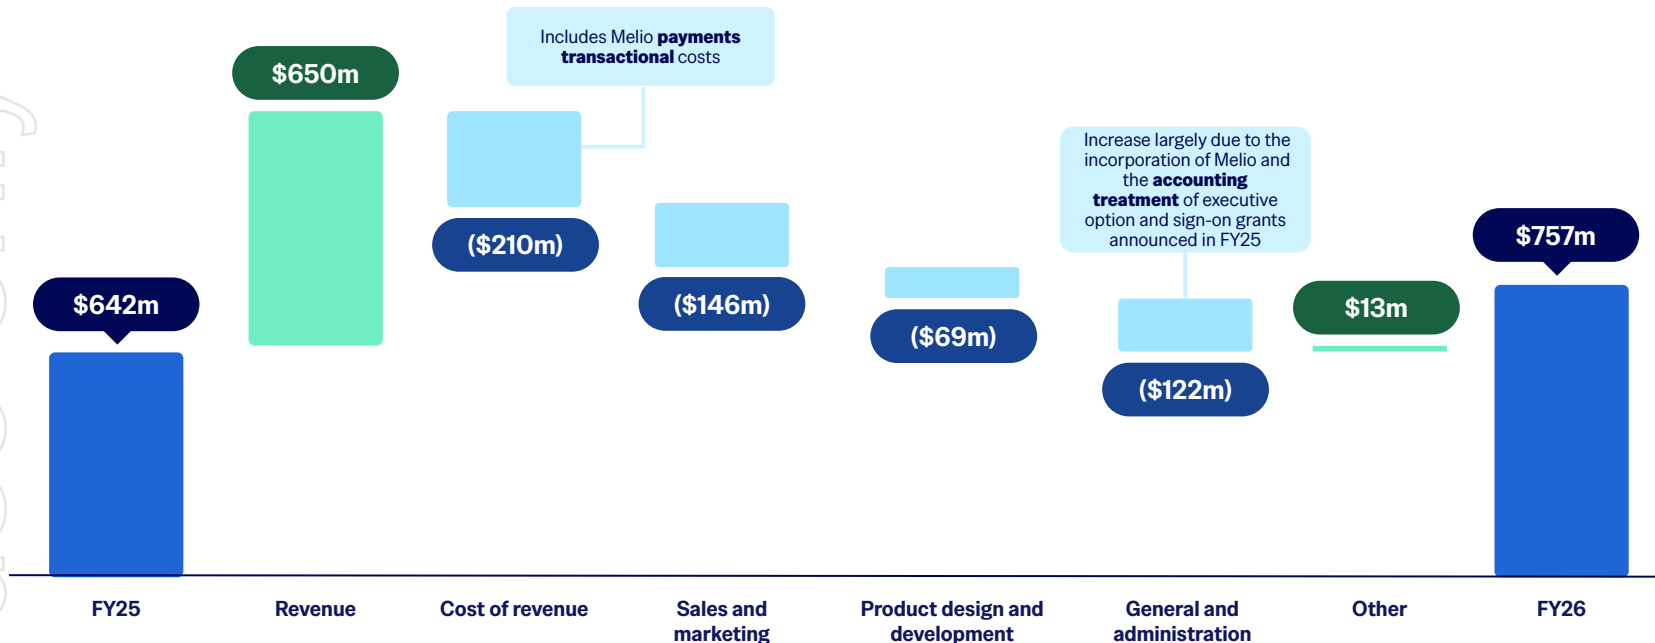 Includes Melio payments
transactional costs
$650m
Increase largely due to the
incorporation of Melio and
the accounting
treatment of executive
option and sign-on grants
announced in FY25
($210m)
$757m
$642m
($146m)
$13m
($69m)
($122m)
FY25
Revenue
Cost of revenue
Sales and
marketing
Product design and
development
General and
administration
Other
FY26